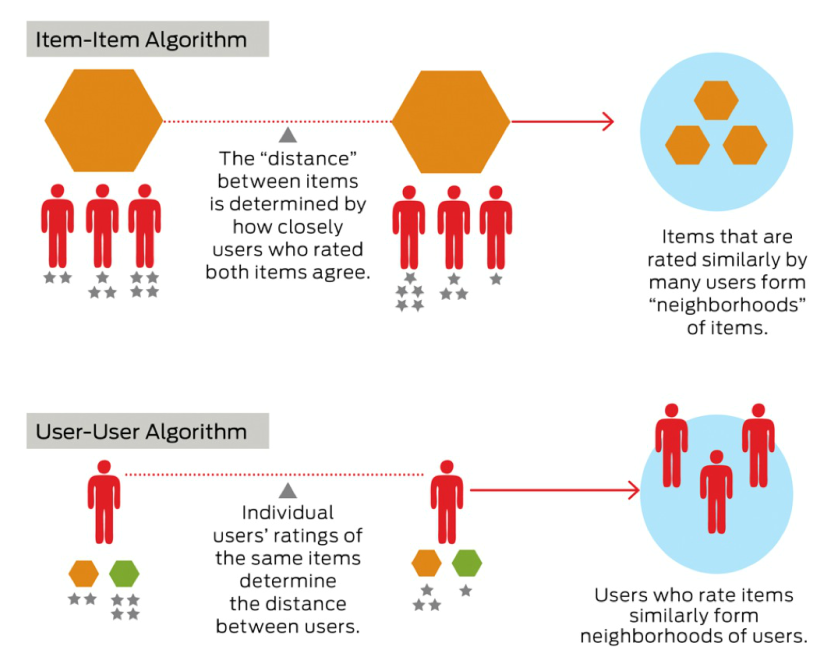 Item-Item Algorithm
The “distance”
between items
is determined by
how closely
users who rated
both items agree.
Items that are
rated similarly by
many users form
“neighborhoods”
of items.
User-User Algorithm
Individual
users’ ratings of
the same items
determine
the distance
between users.
Users who rate items
similarly form
neighborhoods of users.